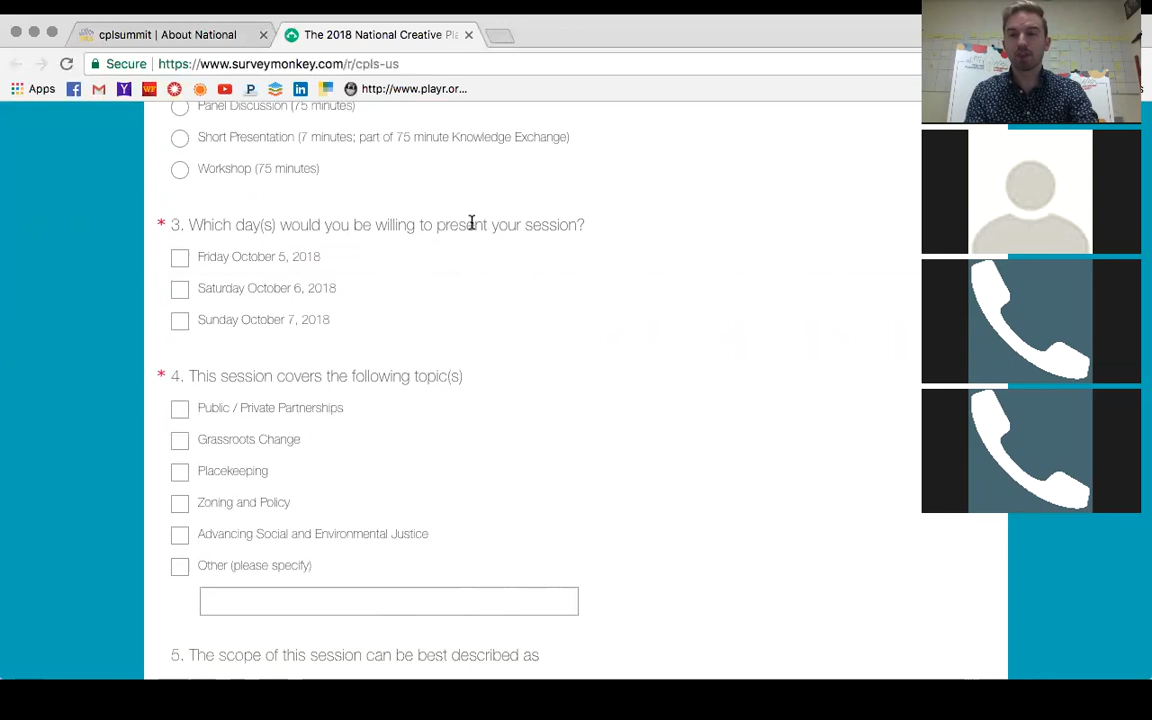 cplsummit | About National
The 2018 National Creative Pla
Secure
https://www.surveymonkey.com/r/cpls-us
Apps
http://www.playr.or...
Panel Discussion (75 minutes)
Short Presentation (7 minutes; part of 75 minute Knowledge Exchange)
Workshop (75 minutes)
* 3. Which day(s) would you be willing to present your session?
Friday October 5, 2018
Saturday October 6, 2018
Sunday October 7, 2018
* 4. This session covers the following topic(s)
Public / Private Partnerships
Grassroots Change
Placekeeping
Zoning and Policy
Advancing Social and Environmental Justice
Other (please specify)
5. The scope of this session can be best described as